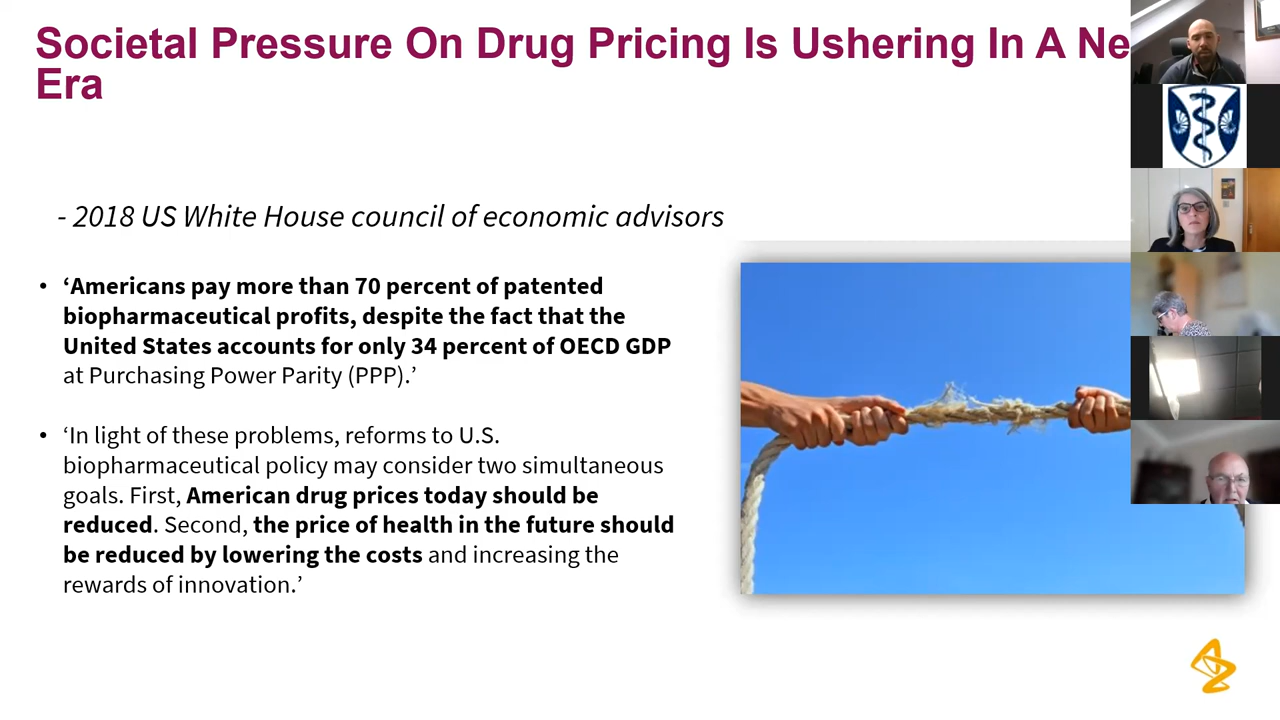 Societal Pressure On Drug Pricing Is Ushering In A Ne
Era
- 2018 US White House council of economic advisors
• ‘Americans pay more than 70 percent of patented
biopharmaceutical profits, despite the fact that the
United States accounts for only 34 percent of OECD GDP
at Purchasing Power Parity (PPP).’
• ‘In light of these problems, reforms to U.S.
biopharmaceutical policy may consider two simultaneous
goals. First, American drug prices today should be
reduced. Second, the price of health in the future should
be reduced by lowering the costs and increasing the
rewards of innovation.’